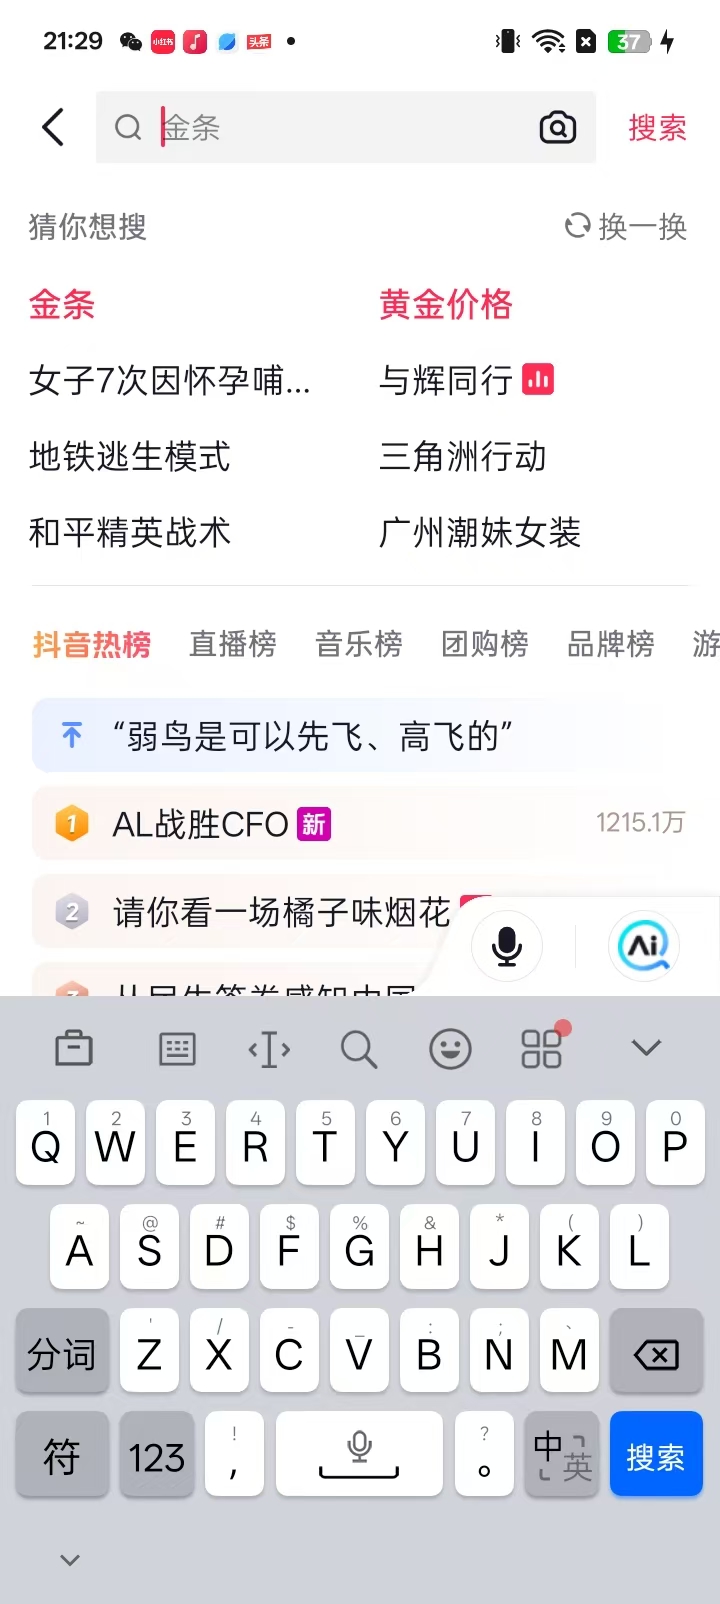 21:29 小红书 头条 37
金条 搜索
猜你想搜 换一换
金条 黄金价格
女子7次因怀孕哺... 与辉同行
地铁逃生模式 三角洲行动
和平精英战术 广州潮妹女装
抖音热榜 直播榜 音乐榜 团购榜 品牌榜 游
“弱鸟是可以先飞、高飞的”
1 AL战胜CFO 新 1215.1万
2 请你看一场橘子味烟花
Ai
1 2 3 4 5 6 7 8 9 0
Q W E R T Y U I O P
~ @ # $ % & * ( )
A S D F G H J K L
' / - _ : ; 、
分词 Z X C V B N M
! ?
符 123 , 。 中 英 搜索